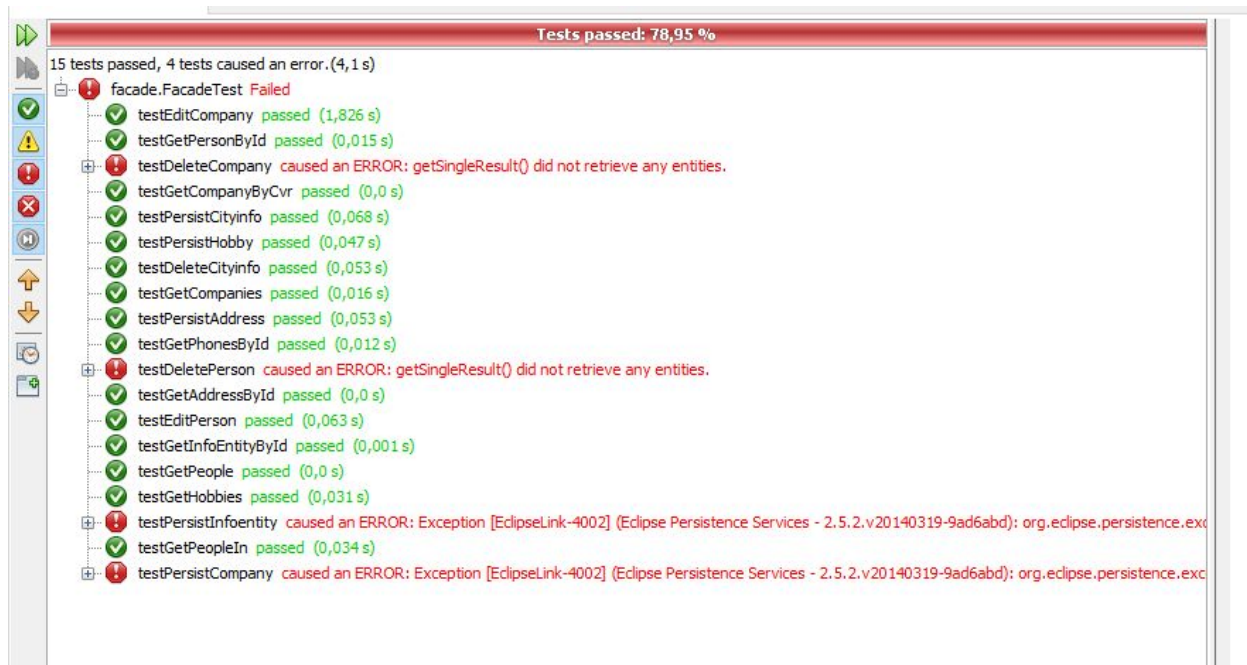 Tests passed: 78,95 %
15 tests passed, 4 tests caused an error.(4,1 s)
facade.FacadeTest Failed
testEditCompany passed (1,826 s)
testGetPersonById passed (0,015 s)
testDeleteCompany caused an ERROR: getSingleResult() did not retrieve any entities.
testGetCompanyByCvr passed (0,0 s)
testPersistCityinfo passed (0,068 s)
testPersistHobby passed (0,047 s)
testDeleteCityinfo passed (0,053 s)
testGetCompanies passed (0,016 s)
testPersistAddress passed (0,053 s)
testGetPhonesById passed (0,012 s)
testDeletePerson caused an ERROR: getSingleResult() did not retrieve any entities.
testGetAddressById passed (0,0 s)
testEditPerson passed (0,063 s)
testGetInfoEntityById passed (0,001 s)
testGetPeople passed (0,0 s)
testGetHobbies passed (0,031 s)
testPersistInfoentity caused an ERROR: Exception [EclipseLink-4002] (Eclipse Persistence Services - 2.5.2.v20140319-9ad6abd): org.eclipse.persistence.exc
testGetPeopleIn passed (0,034 s)
testPersistCompany caused an ERROR: Exception [EclipseLink-4002] (Eclipse Persistence Services - 2.5.2.v20140319-9ad6abd): org.eclipse.persistence.exc